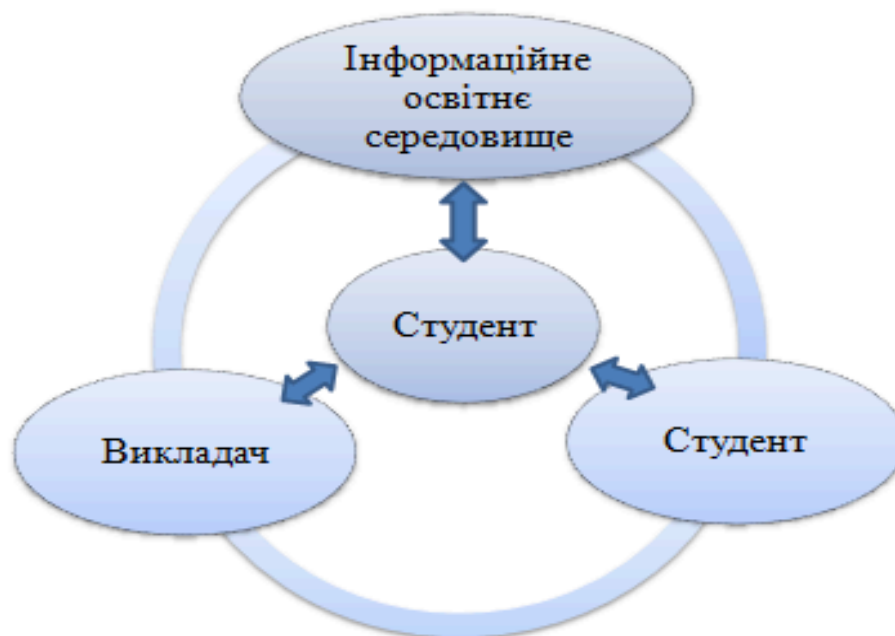 Інформаційне
освітнє
середовище
Студент
Викладач
Студент